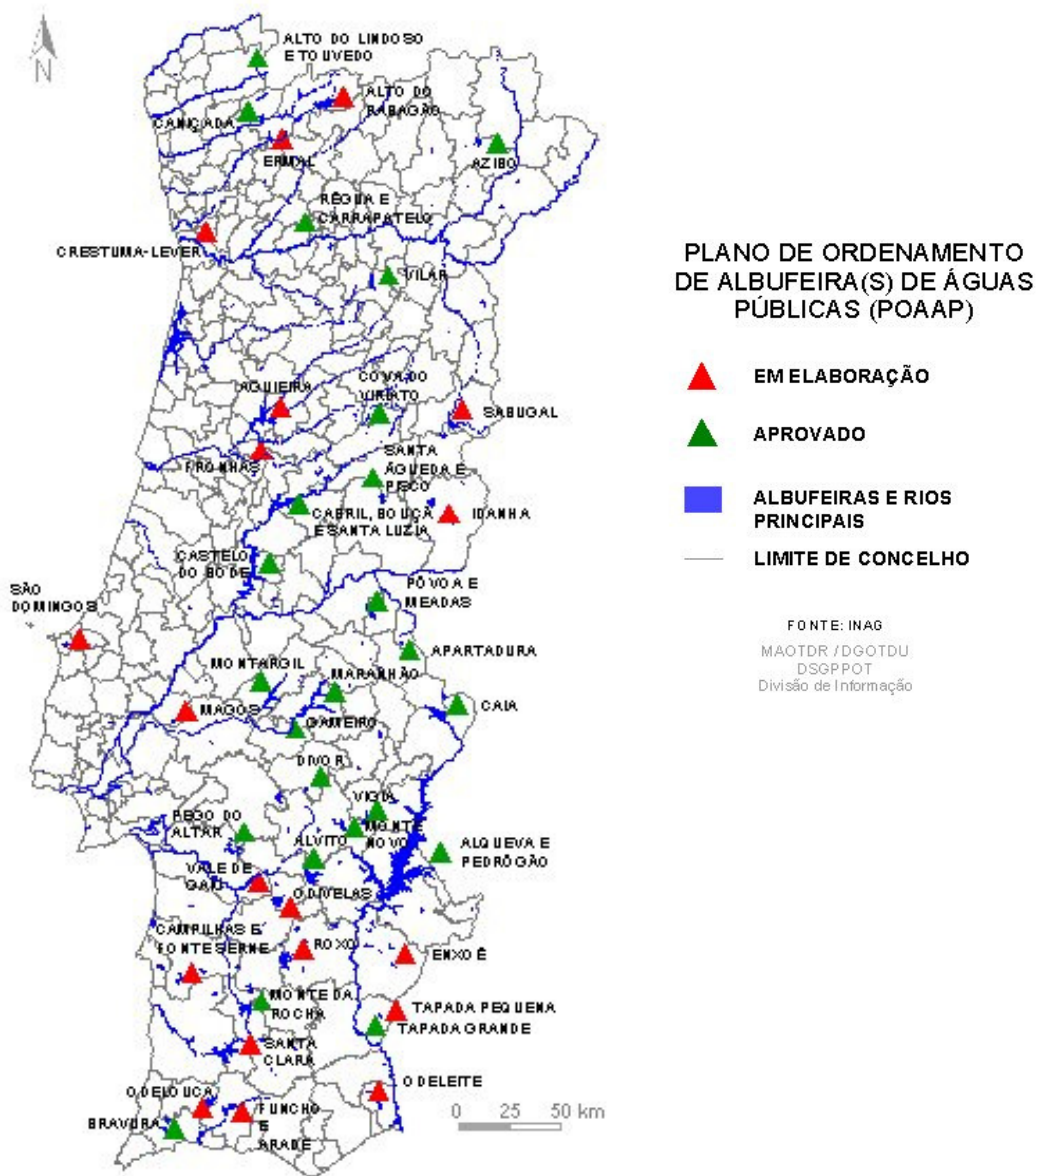 N
ALTO DO LINDOSO
E TOUVEDO
ALTO DO
RABAGÃO
CANIÇADA
ERMAL
AZIBO
RÉGUA E
CARRAPATELO
CRESTUMA-LEVER
VILAR
AGUIEIRA
COVA DO
VIRIATO
SABUGAL
FRONHAS
SANTA
ÁGUEDA E
PISCO
CABRIL, BOUÇÃ
E SANTA LUZIA
IDANHA
CASTELO
DO BODE
SÃO
DOMINGOS
PÓVOA E
MEADAS
APARTADURA
MONTARGIL
MARANHÃO
MAGOS
CAIA
GAMEIRO
DIVOR
VIGIA
PEGO DO
ALTAR
MONTE
NOVO
ALVITO
ALQUEVA E
PEDRÓGÃO
VALE DE
GAIO
ODIVELAS
CAMPILHAS E
FONTE SERNE
ROXO
ENXOÉ
MONTE DA
ROCHA
TAPADA PEQUENA
TAPADA GRANDE
SANTA
CLARA
ODELEITE
ODELOUCA
FUNCHO
E
ARADE
BRAVURA
0 25 50 km
PLANO DE ORDENAMENTO
DE ALBUFEIRA(S) DE ÁGUAS
PÚBLICAS (POAAP)
EM ELABORAÇÃO
APROVADO
ALBUFEIRAS E RIOS
PRINCIPAIS
LIMITE DE CONCELHO
FONTE: INAG
MAOTDR / DGOTDU
DSGPPOT
Divisão de Informação